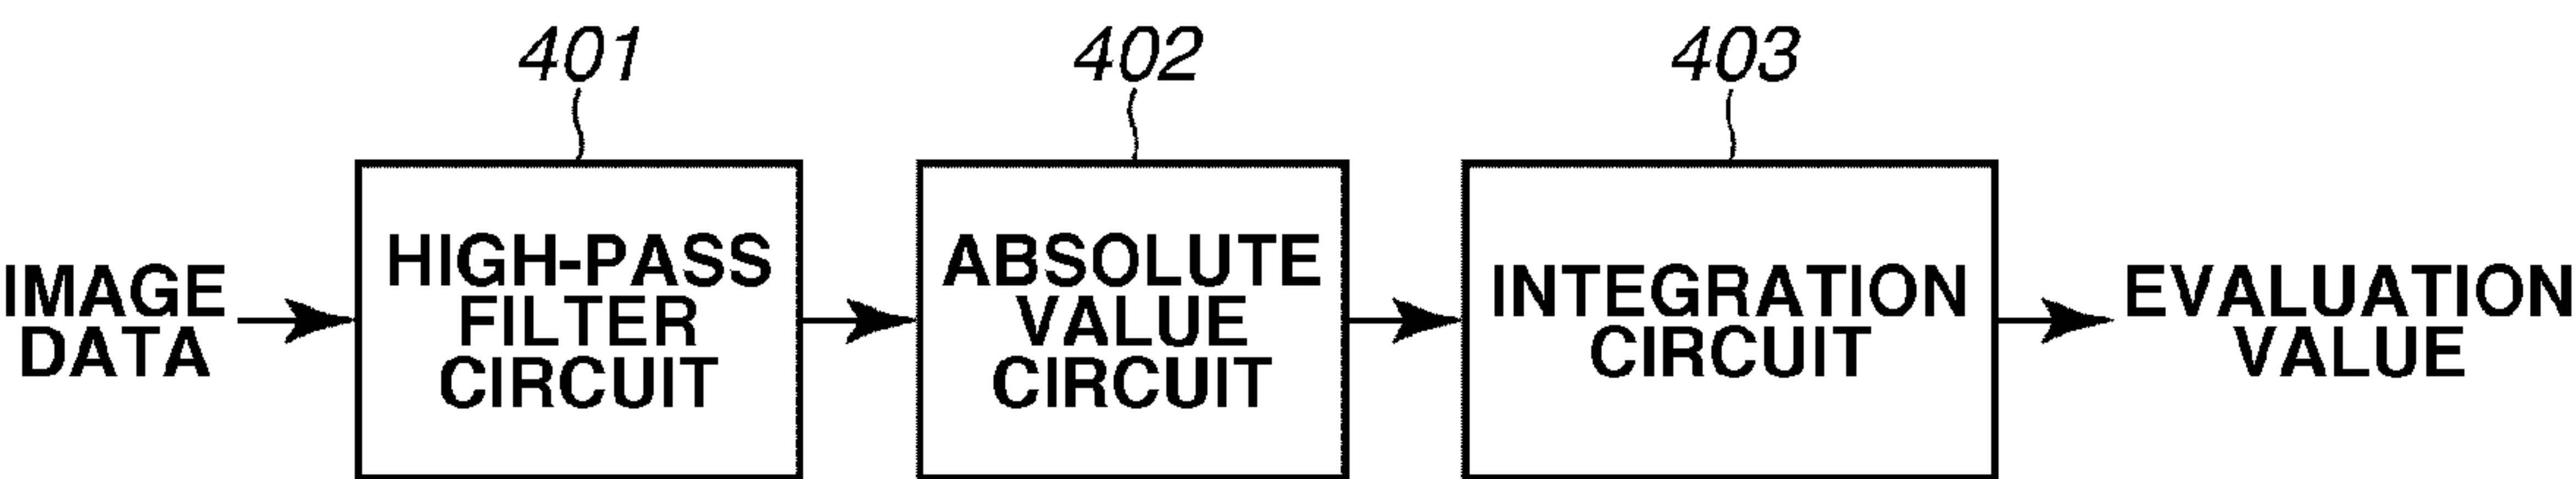 401
402
403
IMAGE
DATA
HIGH-PASS
FILTER
CIRCUIT
ABSOLUTE
VALUE
CIRCUIT
INTEGRATION
CIRCUIT
EVALUATION
VALUE